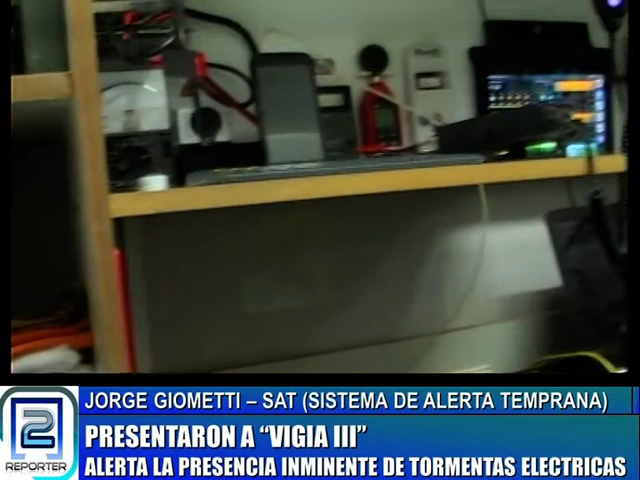 JORGE GIOMETTI – SAT (SISTEMA DE ALERTA TEMPRANA)
PRESENTARON A “VIGIA III”
ALERTA LA PRESENCIA INMINENTE DE TORMENTAS ELECTRICAS
2
REPORTER